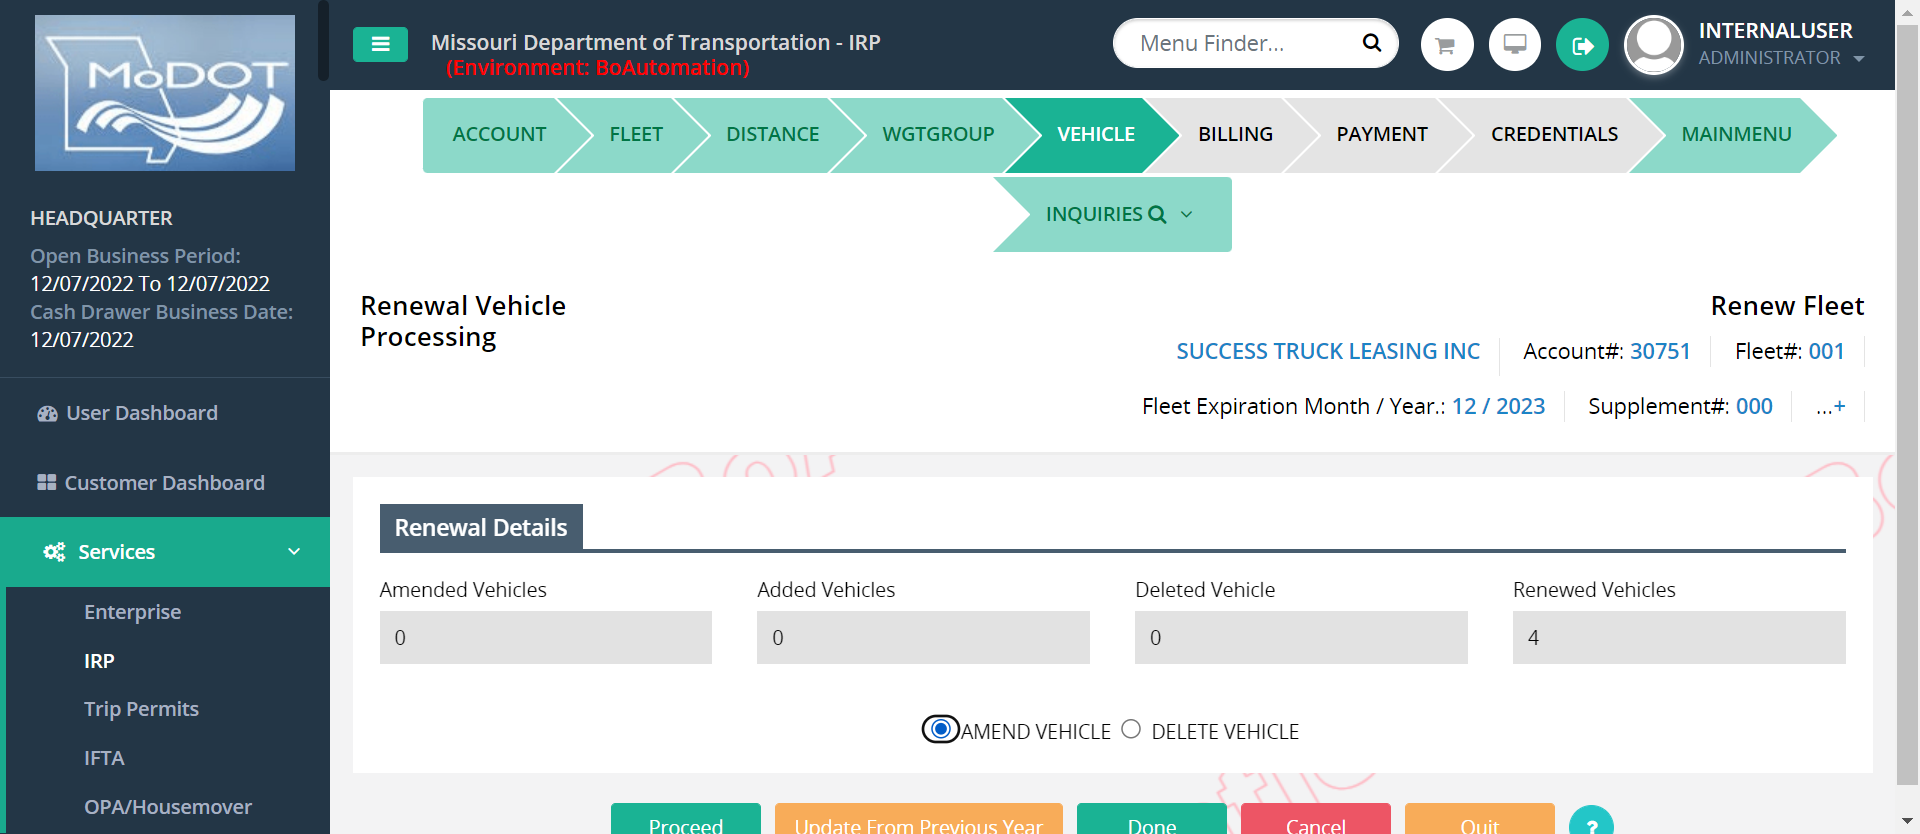 MoDOT
Missouri Department of Transportation - IRP
(Environment: BoAutomation)
Menu Finder...
INTERNALUSER
ADMINISTRATOR
HEADQUARTER
Open Business Period:
12/07/2022 To 12/07/2022
Cash Drawer Business Date:
12/07/2022
User Dashboard
Customer Dashboard
Services
Enterprise
IRP
Trip Permits
IFTA
OPA/Housemover
ACCOUNT FLEET DISTANCE WGTGROUP VEHICLE BILLING PAYMENT CREDENTIALS MAINMENU
INQUIRIES
Renewal Vehicle
Processing
Renew Fleet
SUCCESS TRUCK LEASING INC Account#: 30751 Fleet#: 001
Fleet Expiration Month / Year.: 12 / 2023 Supplement#: 000 ...+
Renewal Details
Amended Vehicles Added Vehicles Deleted Vehicle Renewed Vehicles
0 0 0 4
AMEND VEHICLE DELETE VEHICLE
Proceed Update From Previous Year Done Cancel Quit ?